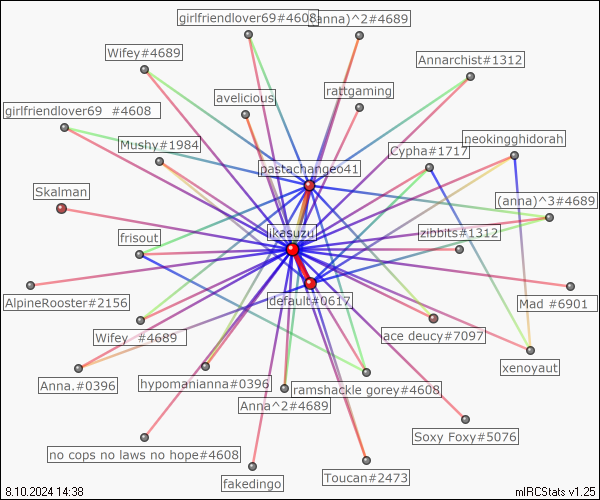 girlfriendlover69#4608
(anna)^2#4689
Wifey#4689
Annarchist#1312
avelicious
rattgaming
girlfriendlover69 #4608
Mushy#1984
Cypha#1717
neokingghidorah
pastachange041
Skalman
(anna)^3#4689
likesuzu
zibbits#1312
frisout
AlpineRooster#2156
default#0617
Mad #6901
Wifey #4689
ace deucy#7097
xenoyaut
Anna.#0396
hypomanianna#0396
ramshackle gorey#4608
Anna^2#4689
Soxy Foxy#5076
no cops no laws no hope#4608
fakedingo
Toucan#2473
8.10.2024 14:38
mIRCStats v1.25